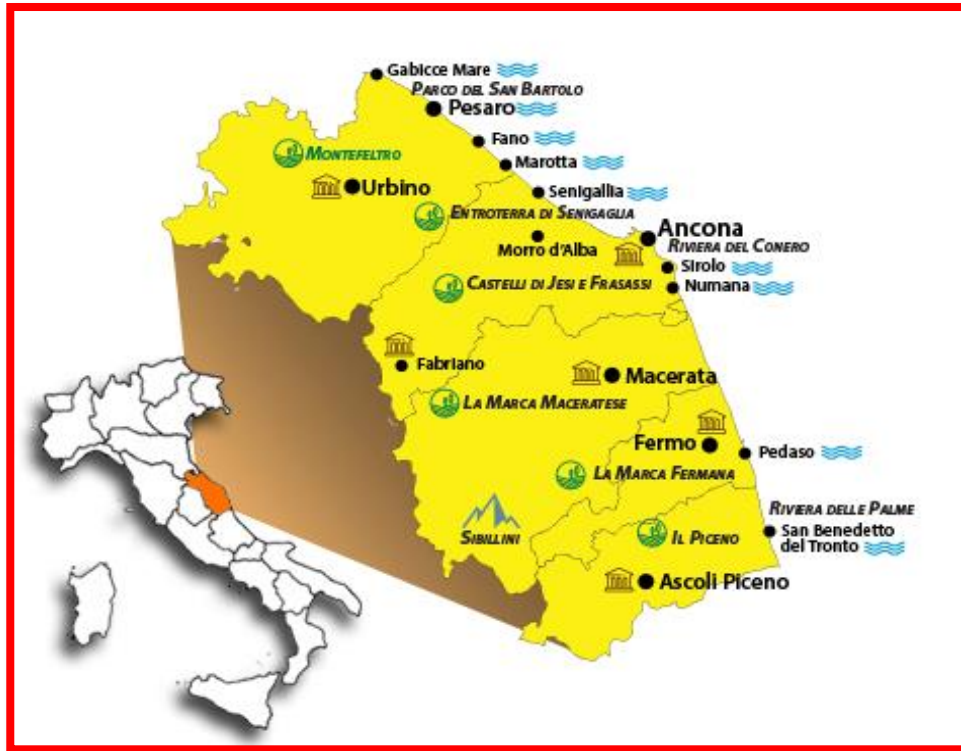 Gabicce Mare
Parco del San Bartolo
Pesaro
Fano
Montefeltro
Marotta
Urbino
Senigallia
Entroterra di Senigaglia
Ancona
Morro d'Alba
Riviera del Conero
Sirolo
Castelli di Jesi e Frasassi
Numana
Fabriano
Macerata
La Marca Maceratese
Fermo
Pedaso
La Marca Fermana
Riviera delle Palme
Sibillini
Il Piceno
San Benedetto
del Tronto
Ascoli Piceno